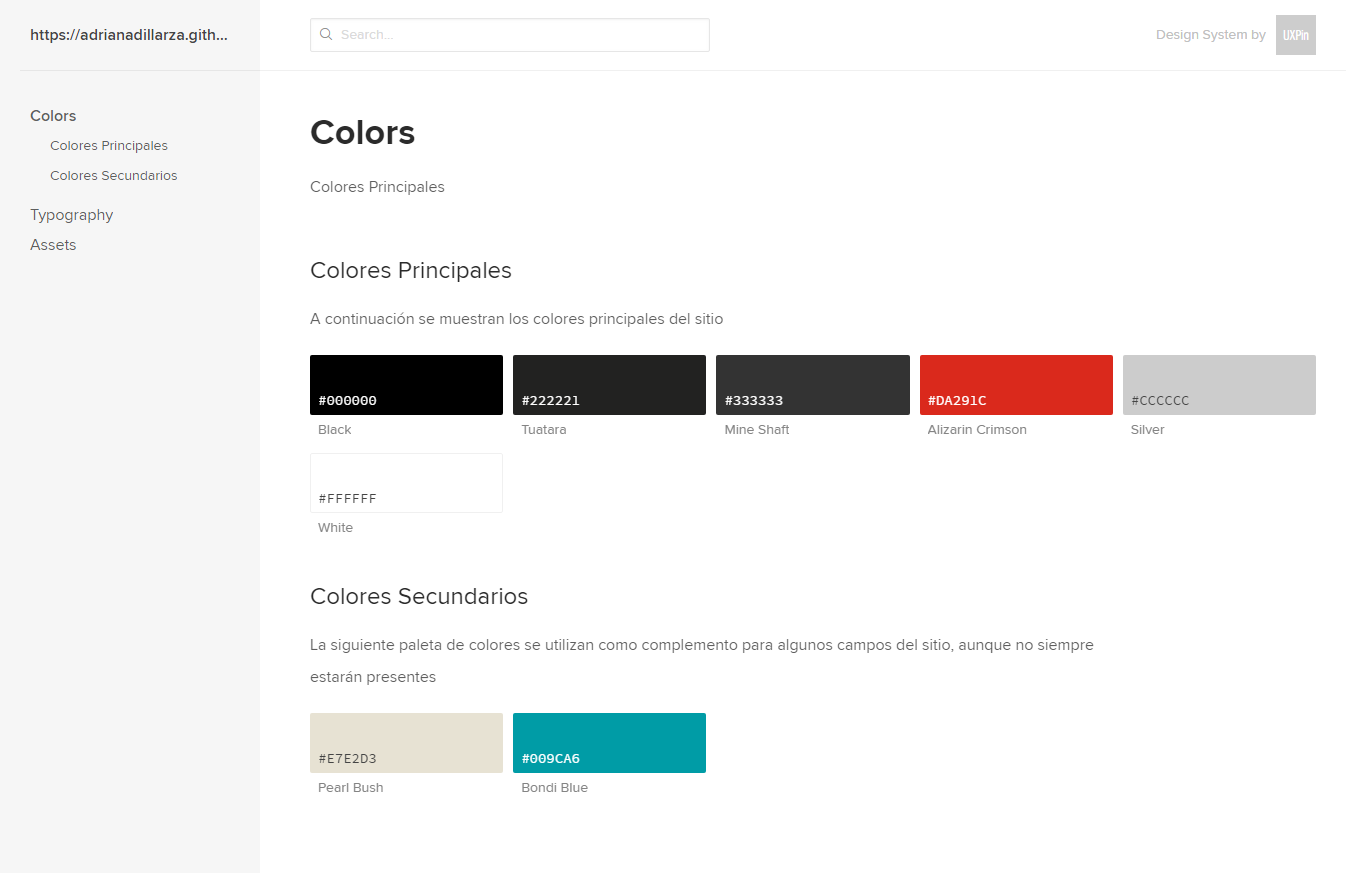 https://adrianadillarza.gith...
Search...
Design System by
UXPin
Colors
Colores Principales
Colores Secundarios
Typography
Assets
Colors
Colores Principales
Colores Principales
A continuación se muestran los colores principales del sitio
#000000
#222221
#333333
#DA291C
#CCCCCC
Black
Tuatara
Mine Shaft
Alizarin Crimson
Silver
#FFFFFF
White
Colores Secundarios
La siguiente paleta de colores se utilizan como complemento para algunos campos del sitio, aunque no siempre
estarán presentes
#E7E2D3
#009CA6
Pearl Bush
Bondi Blue